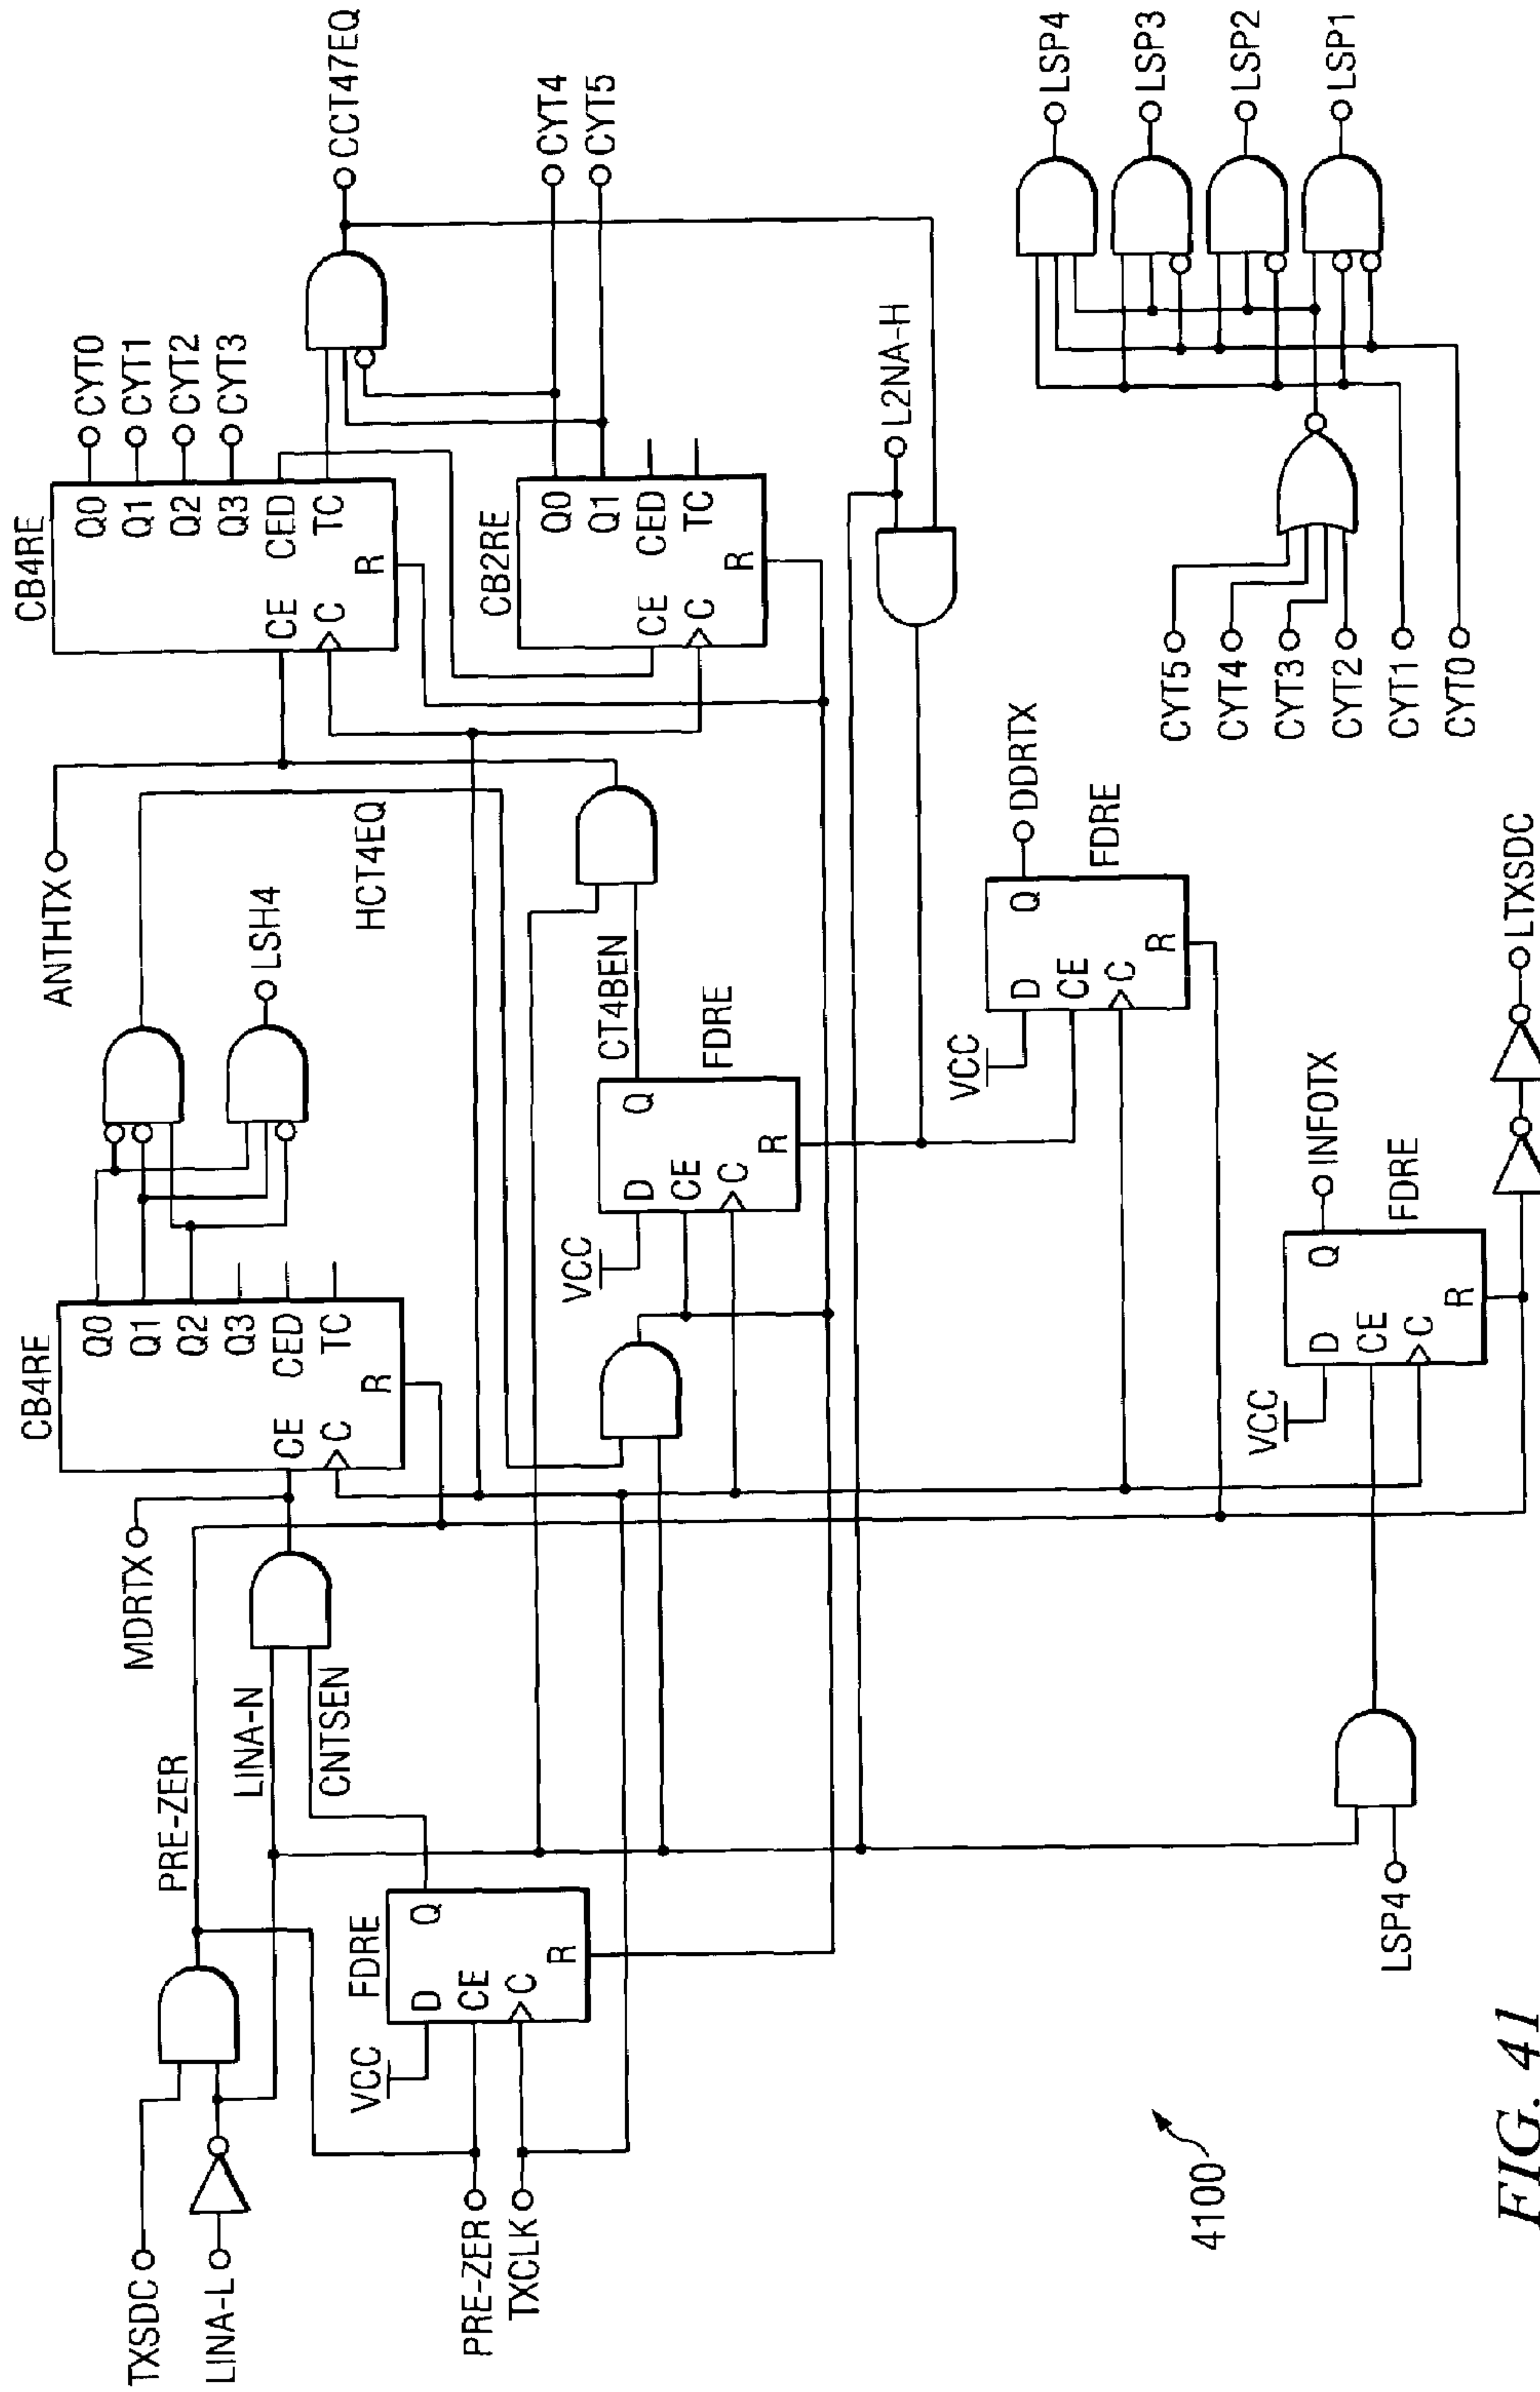 TXSDC
LINA-L
PRE-ZER
LINA-N
CNTSEN
MDRTX
CB4RE
CE
C
R
Q0
Q1
Q2
Q3
CED
TC
LSH4
HCT4EQ
ANTHTX
CB4RE
CE
C
R
Q0
Q1
Q2
Q3
CED
TC
CYT0
CYT1
CYT2
CYT3
CCT47EQ
CB2RE
CE
C
R
Q0
Q1
CED
TC
CYT4
CYT5
L2NA-H
VCC
FDRE
D
CE
C
R
Q
PRE-ZER
TXCLK
VCC
D
CE
C
R
Q
FDRE
CT4BEN
VCC
D
CE
C
R
Q
FDRE
DDRTX
LSP4
VCC
D
CE
C
R
Q
FDRE
INFOTX
LTXSDC
CYT5
CYT4
CYT3
CYT2
CYT1
CYT0
LSP4
LSP3
LSP2
LSP1
4100
FIG. 41